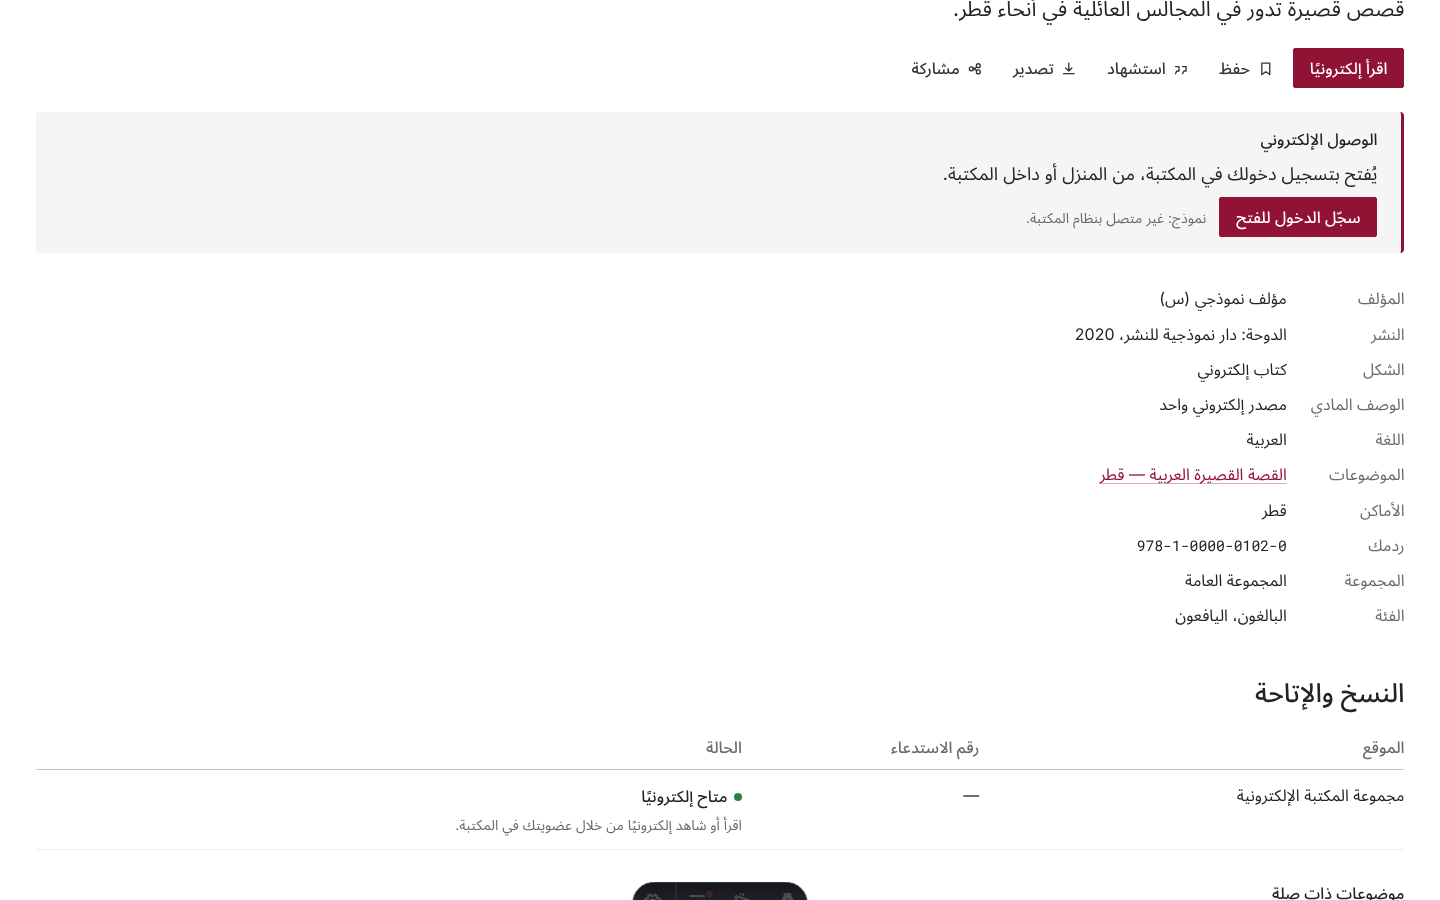 قصص قصيرة تدور في المجالس العائلية في أنحاء قطر.
اقرأ إلكترونيًا حفظ استشهاد تصدير مشاركة
الوصول الإلكتروني
يُفتح بتسجيل دخولك في المكتبة، من المنزل أو داخل المكتبة.
سجّل الدخول للفتح نموذج: غير متصل بنظام المكتبة.
المؤلف مؤلف نموذجي (س)
النشر الدوحة: دار نموذجية للنشر، 2020
الشكل كتاب إلكتروني
الوصف المادي مصدر إلكتروني واحد
اللغة العربية
الموضوعات القصة القصيرة العربية — قطر
الأماكن قطر
ردمك 978-1-0000-0102-0
المجموعة المجموعة العامة
الفئة البالغون، اليافعون
النسخ والإتاحة
الموقع رقم الاستدعاء الحالة
مجموعة المكتبة الإلكترونية — متاح إلكترونيًا
اقرأ أو شاهد إلكترونيًا من خلال عضويتك في المكتبة.
موضوعات ذات صلة